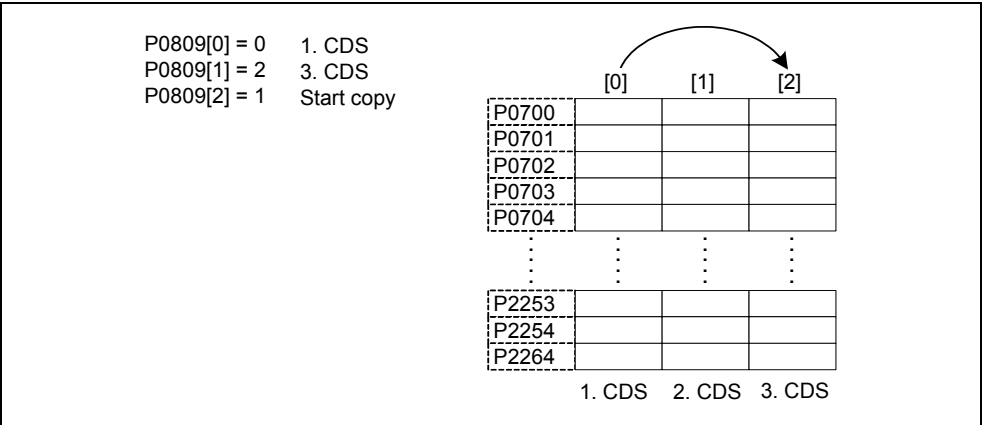 P0809[0] = 0 1. CDS
P0809[1] = 2 3. CDS
P0809[2] = 1 Start copy
[0] [1] [2]
P0700
P0701
P0702
P0703
P0704
P2253
P2254
P2264
1. CDS 2. CDS 3. CDS